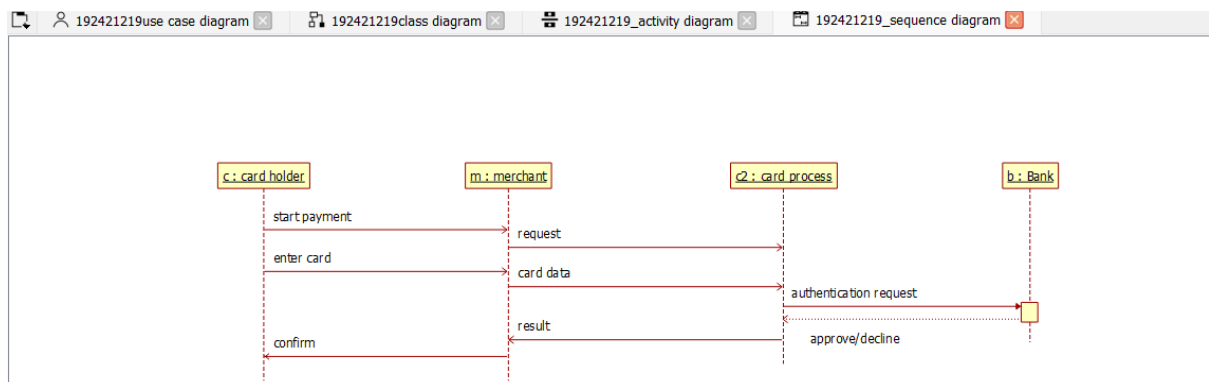 192421219use case diagram
192421219class diagram
192421219_activity diagram
192421219_sequence diagram
c : card holder
m : merchant
c2 : card process
b : Bank
start payment
request
enter card
card data
authentication request
result
approve/decline
confirm